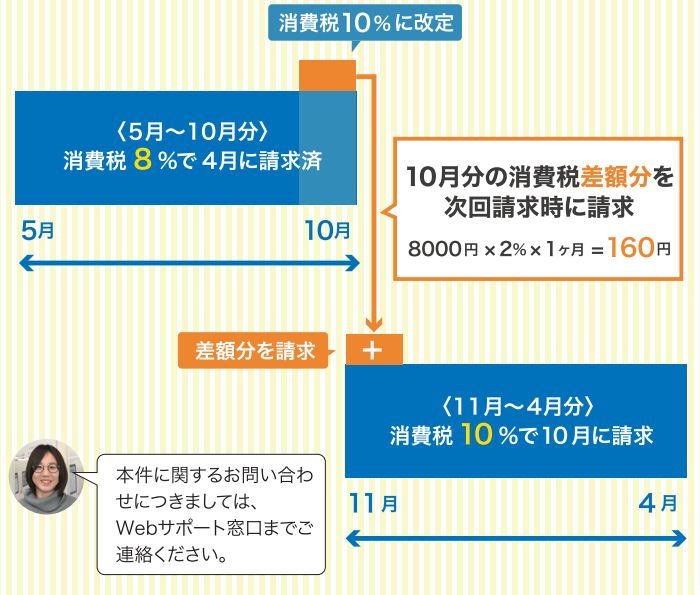 消費税10%に改定
〈5月～10月分〉
消費税 8 %で4月に請求済
5月
10月
10月分の消費税差額分を
次回請求時に請求
8000円×2%×1ヶ月＝160円
差額分を請求
＋
〈11月～4月分〉
消費税 10 %で10月に請求
11月
4月
本件に関するお問い合わ
せにつきましては、
Webサポート窓口までご
連絡ください。